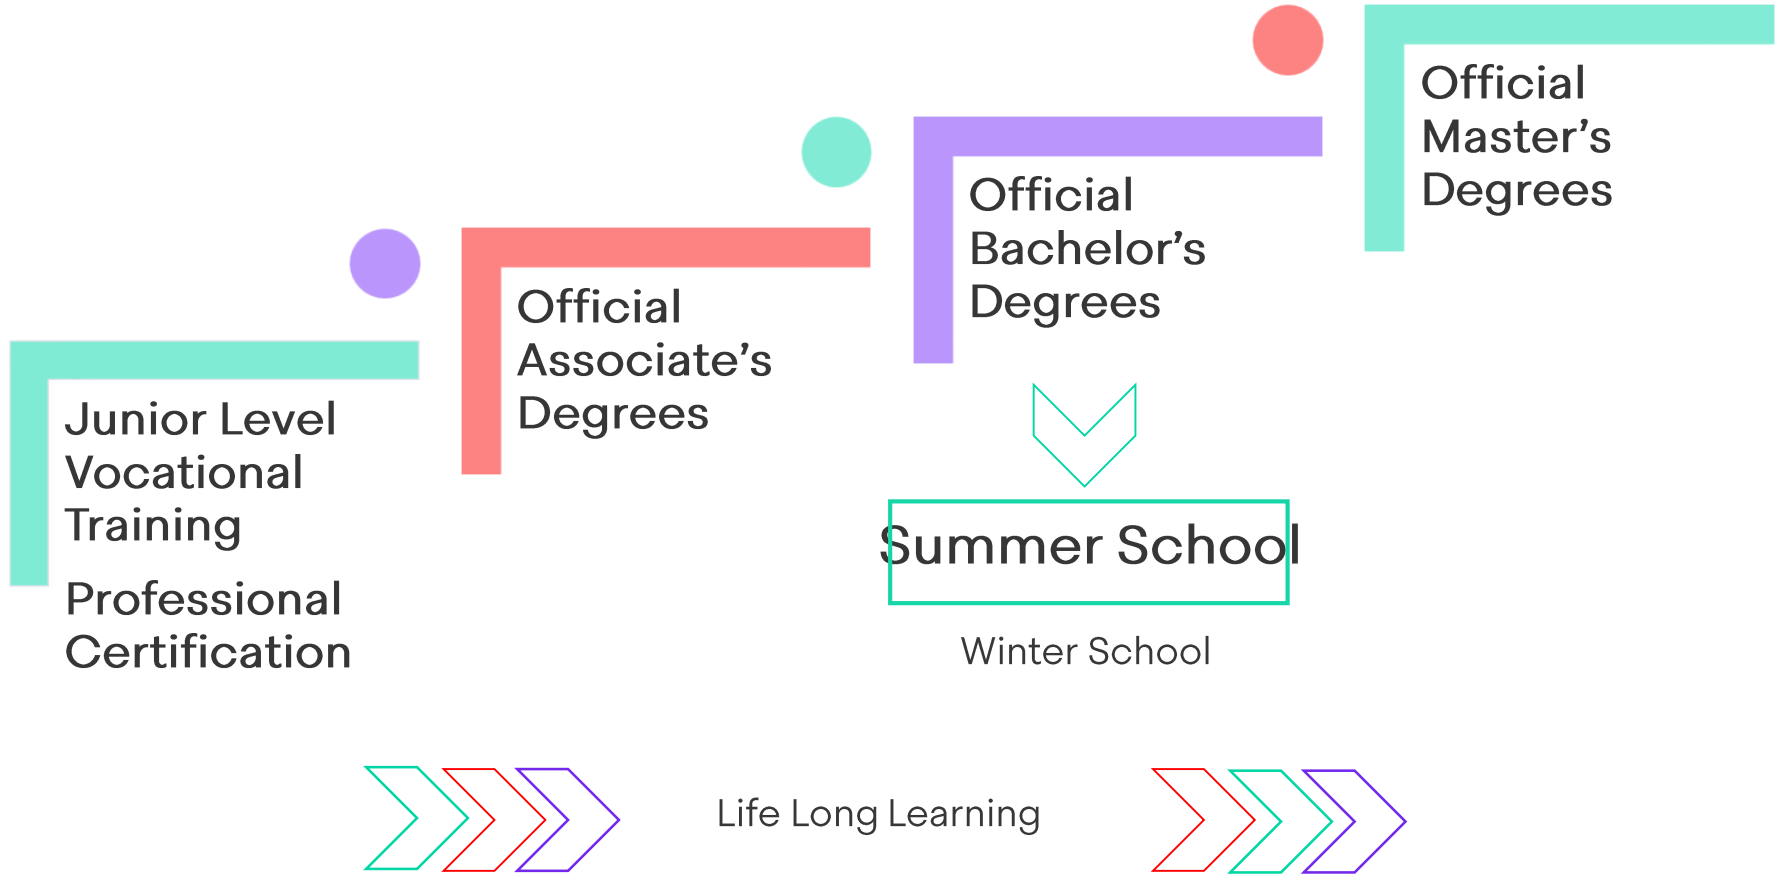 Junior Level
Vocational
Training
Professional
Certification
Official
Associate’s
Degrees
Official
Bachelor’s
Degrees
Official
Master’s
Degrees
Summer School
Winter School
Life Long Learning